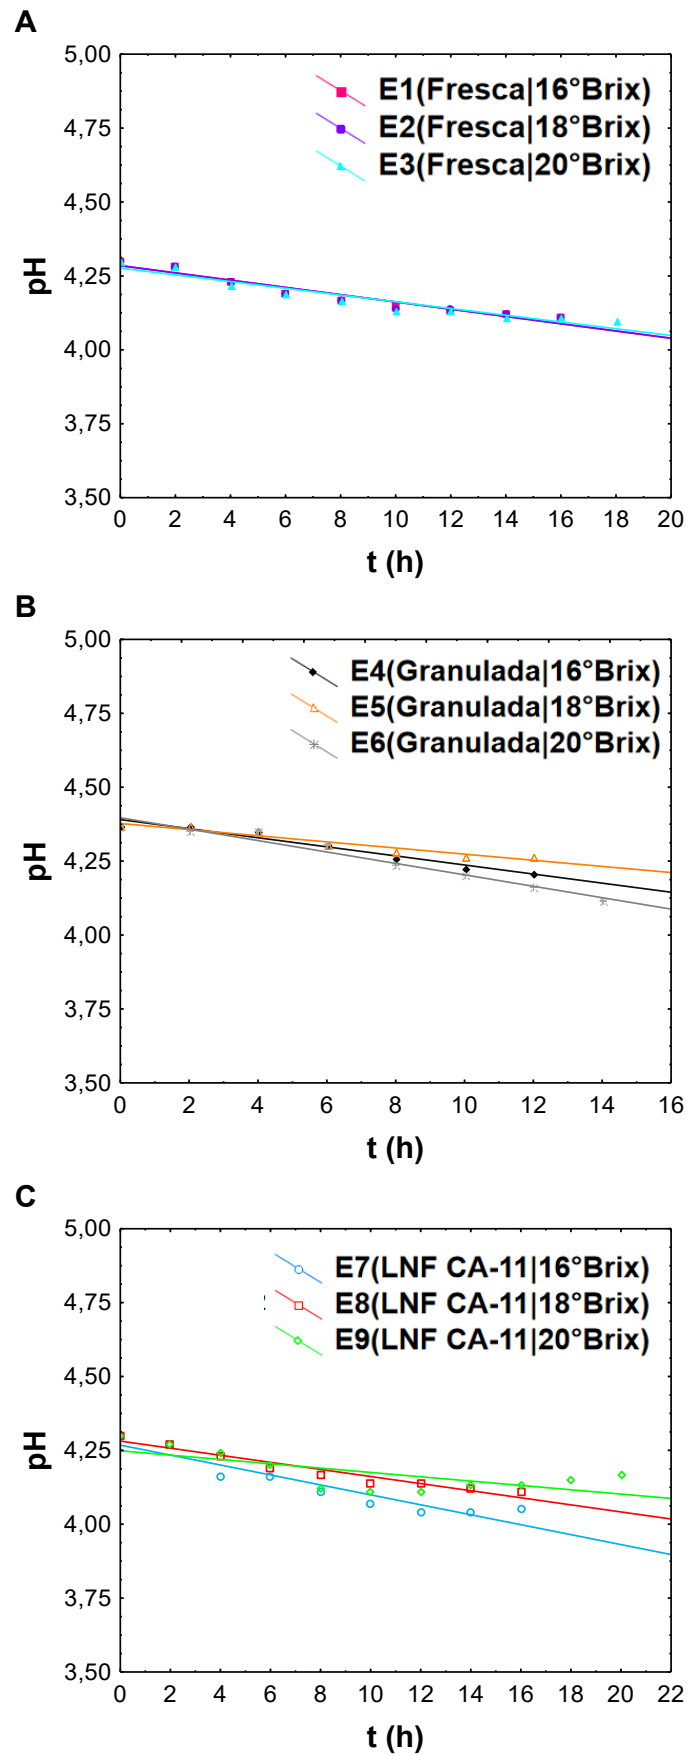 A
5,00
4,75
4,50
4,25
4,00
3,75
3,50
pH
E1(Fresca|16°Brix)
E2(Fresca|18°Brix)
E3(Fresca|20°Brix)
0 2 4 6 8 10 12 14 16 18 20
t (h)
B
5,00
4,75
4,50
4,25
4,00
3,75
3,50
pH
E4(Granulada|16°Brix)
E5(Granulada|18°Brix)
E6(Granulada|20°Brix)
0 2 4 6 8 10 12 14 16
t (h)
C
5,00
4,75
4,50
4,25
4,00
3,75
3,50
pH
E7(LNF CA-11|16°Brix)
E8(LNF CA-11|18°Brix)
E9(LNF CA-11|20°Brix)
0 2 4 6 8 10 12 14 16 18 20 22
t (h)